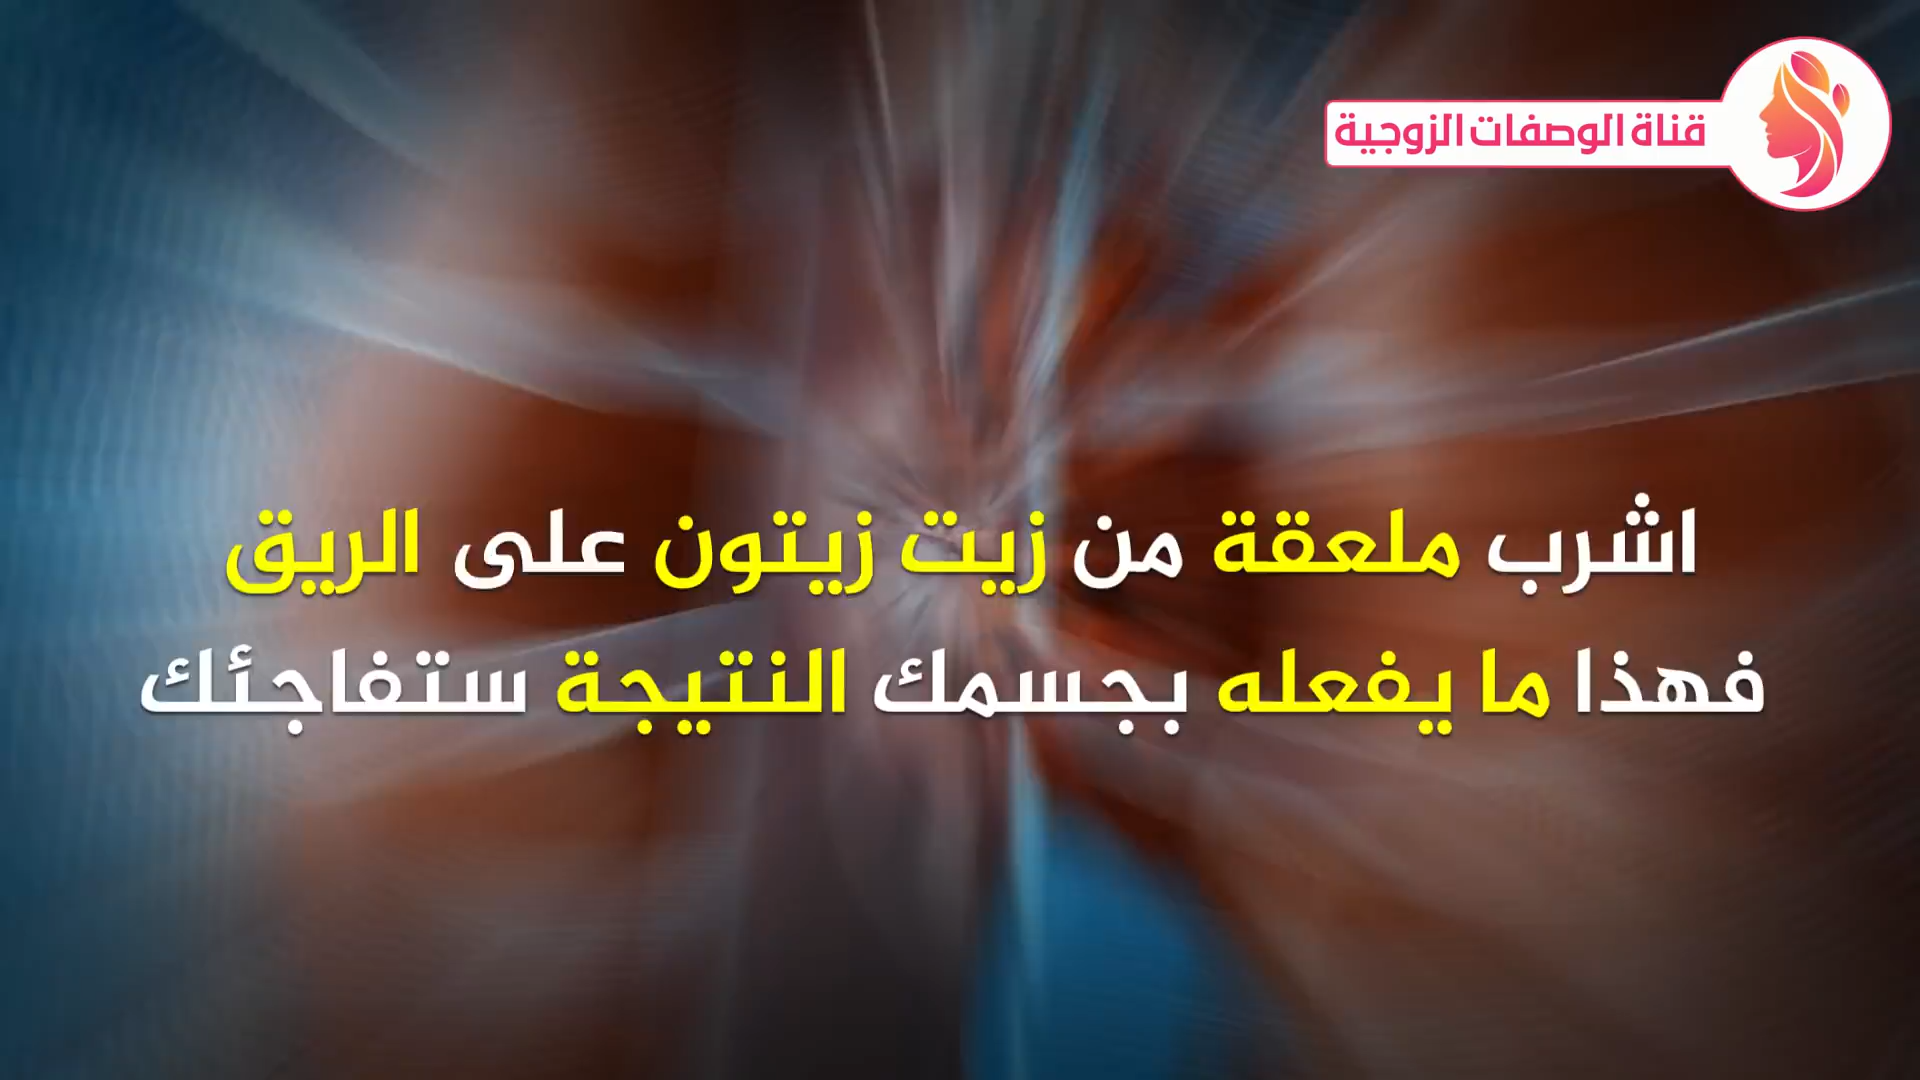 قناة الوصفات الزوجية
اشرب ملعقة من زيت زيتون على الريق
فهذا ما يفعله بجسمك النتيجة ستفاجئك